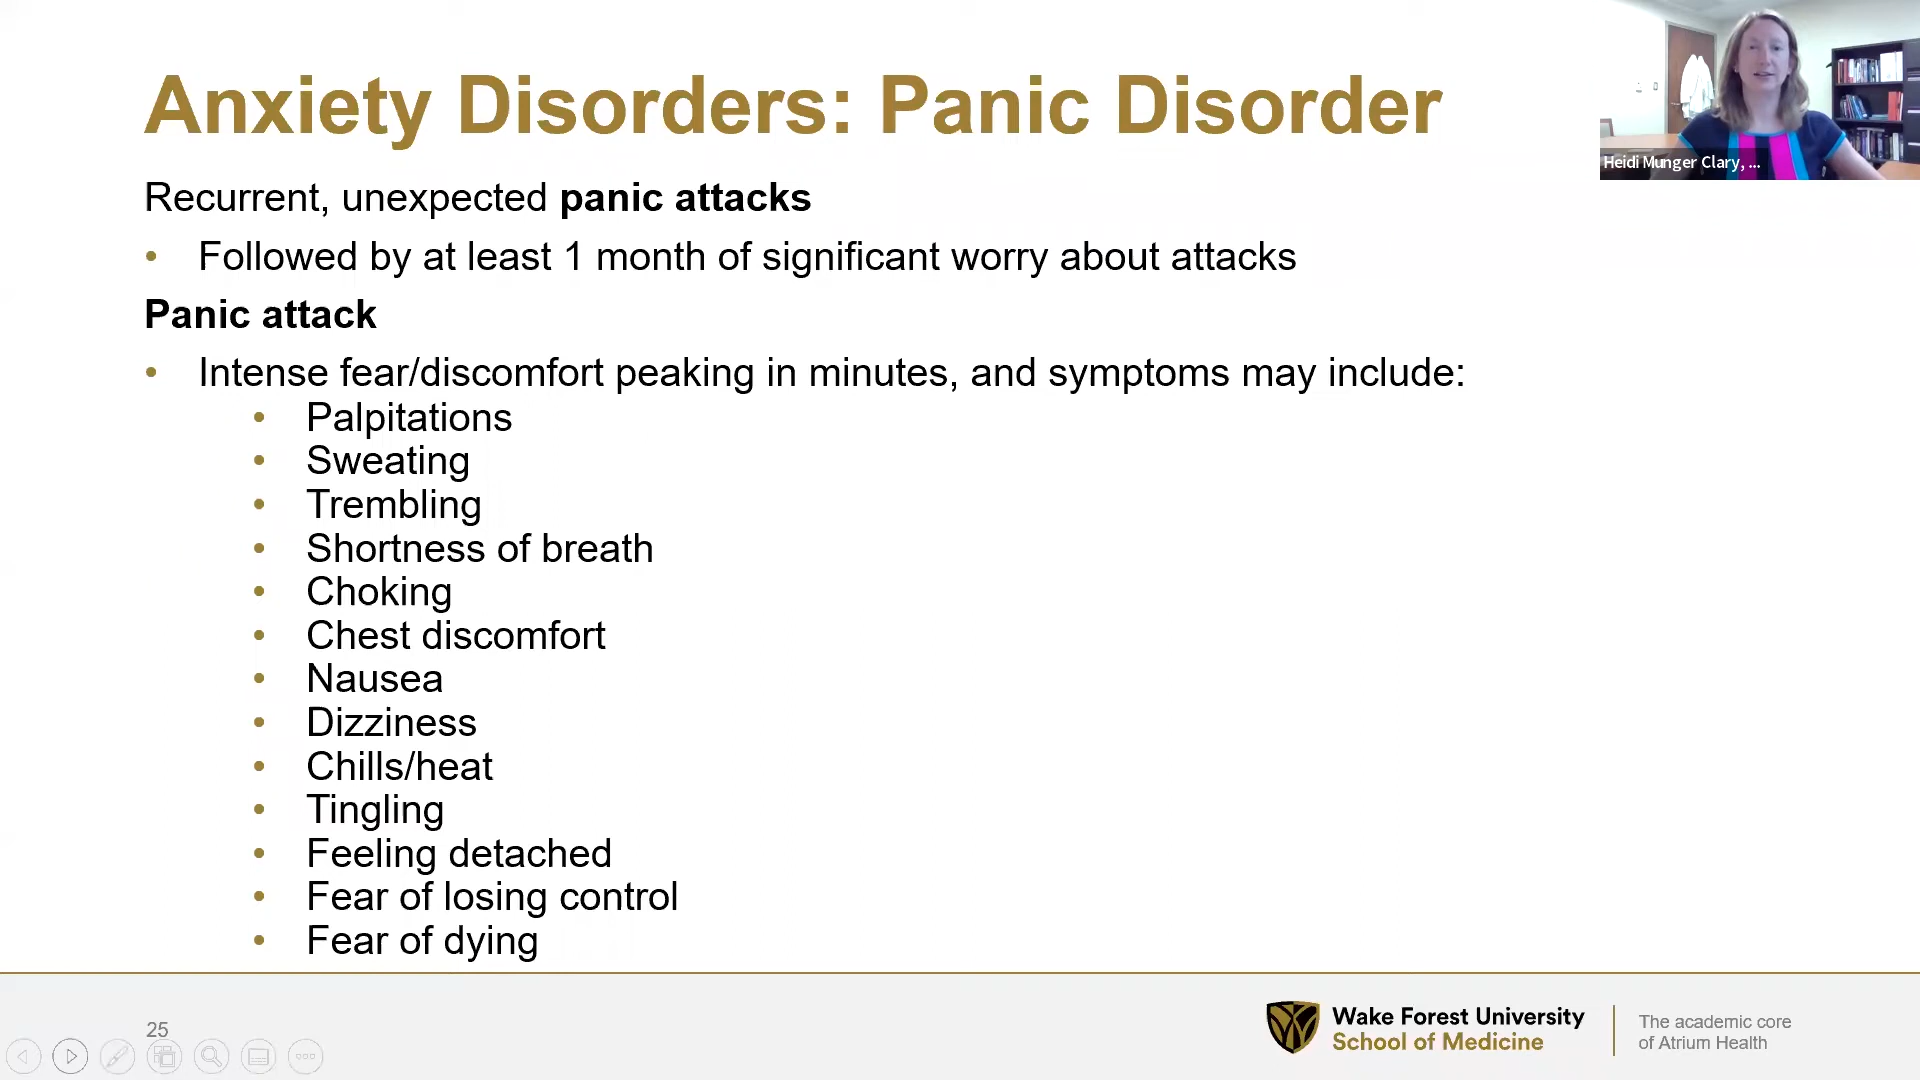 Anxiety Disorders: Panic Disorder
Heidi Munger Clary, ...
Recurrent, unexpected panic attacks
• Followed by at least 1 month of significant worry about attacks
Panic attack
• Intense fear/discomfort peaking in minutes, and symptoms may include:
• Palpitations
• Sweating
• Trembling
• Shortness of breath
• Choking
• Chest discomfort
• Nausea
• Dizziness
• Chills/heat
• Tingling
• Feeling detached
• Fear of losing control
• Fear of dying
25
Wake Forest University
School of Medicine
The academic core
of Atrium Health